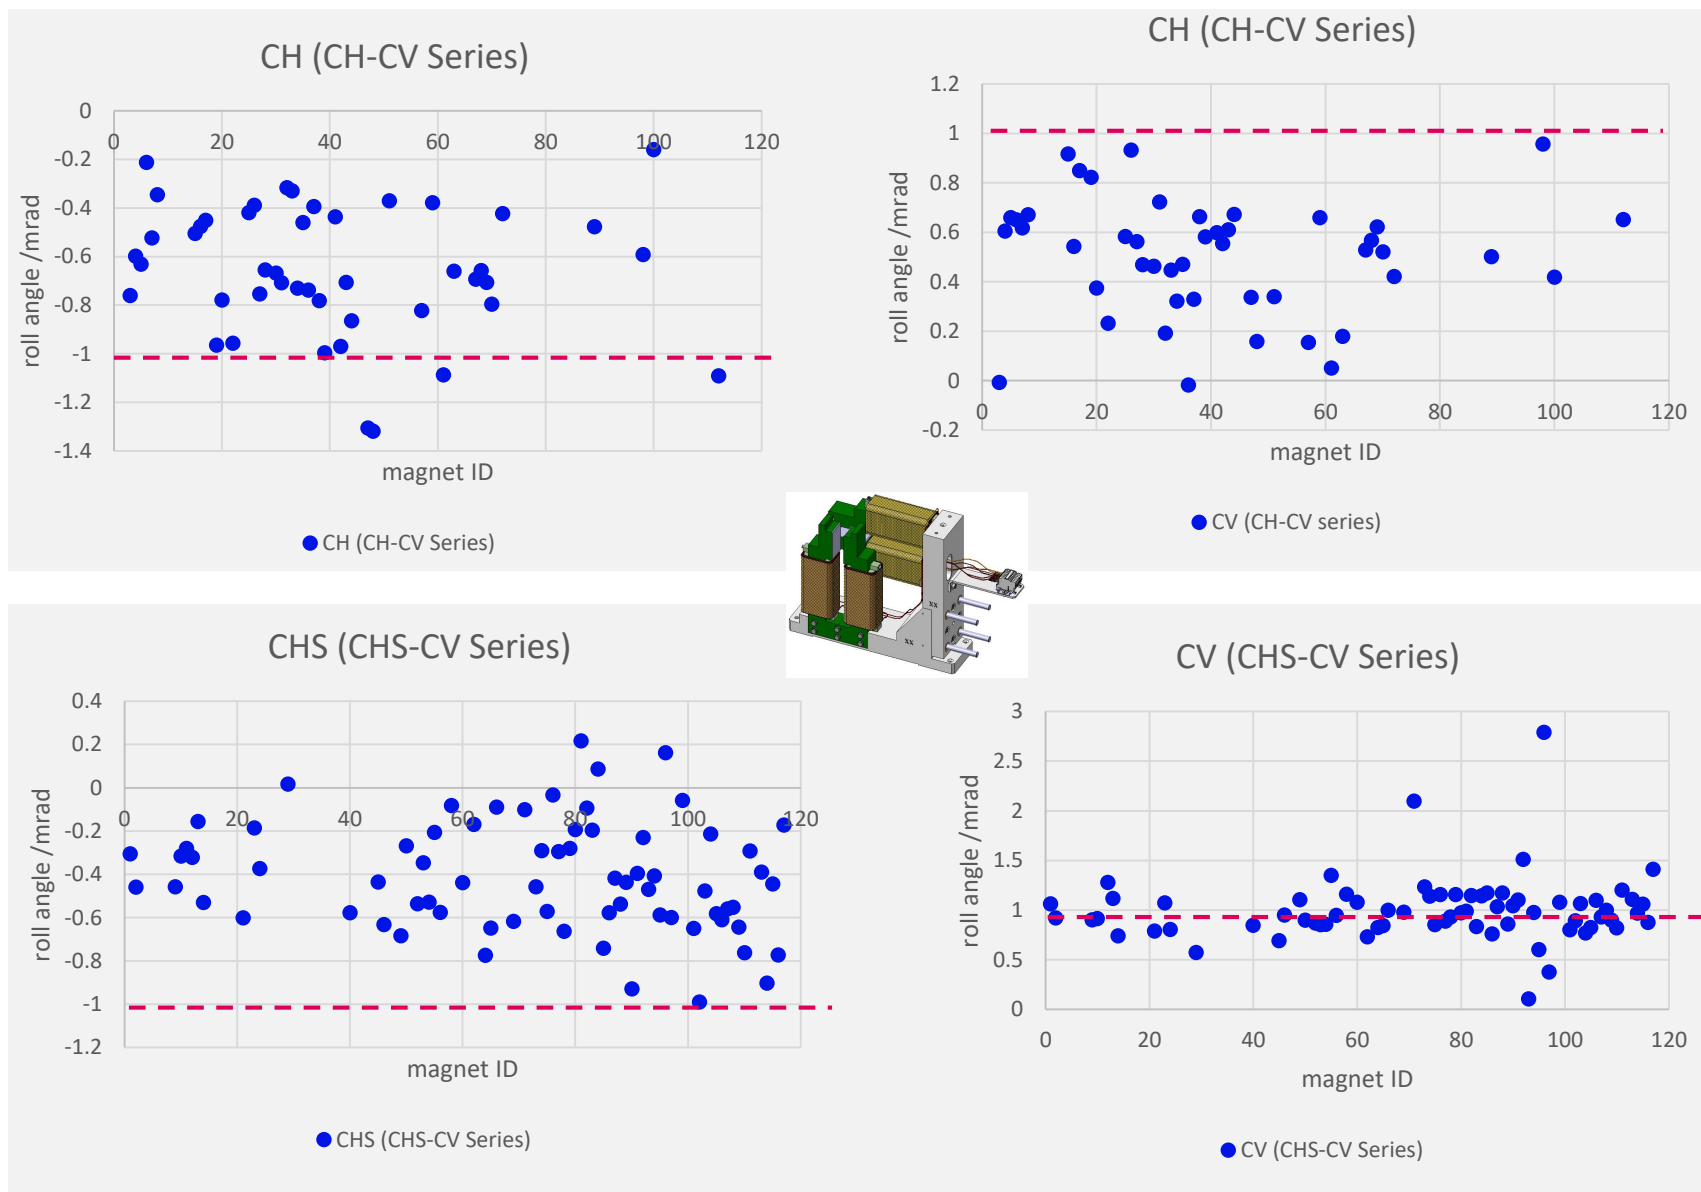 CH (CH-CV Series)
0
-0.2
-0.4
-0.6
-0.8
-1
-1.2
-1.4
0 20 40 60 80 100 120
roll angle /mrad
magnet ID
CH (CH-CV Series)
CH (CH-CV Series)
1.2
1
0.8
0.6
0.4
0.2
0
-0.2
0 20 40 60 80 100 120
roll angle /mrad
magnet ID
CV (CH-CV series)
xx
xx
CHS (CHS-CV Series)
0.4
0.2
0
-0.2
-0.4
-0.6
-0.8
-1
-1.2
0 20 40 60 80 100 120
roll angle /mrad
magnet ID
CHS (CHS-CV Series)
CV (CHS-CV Series)
3
2.5
2
1.5
1
0.5
0
0 20 40 60 80 100 120
roll angle /mrad
magnet ID
CV (CHS-CV Series)